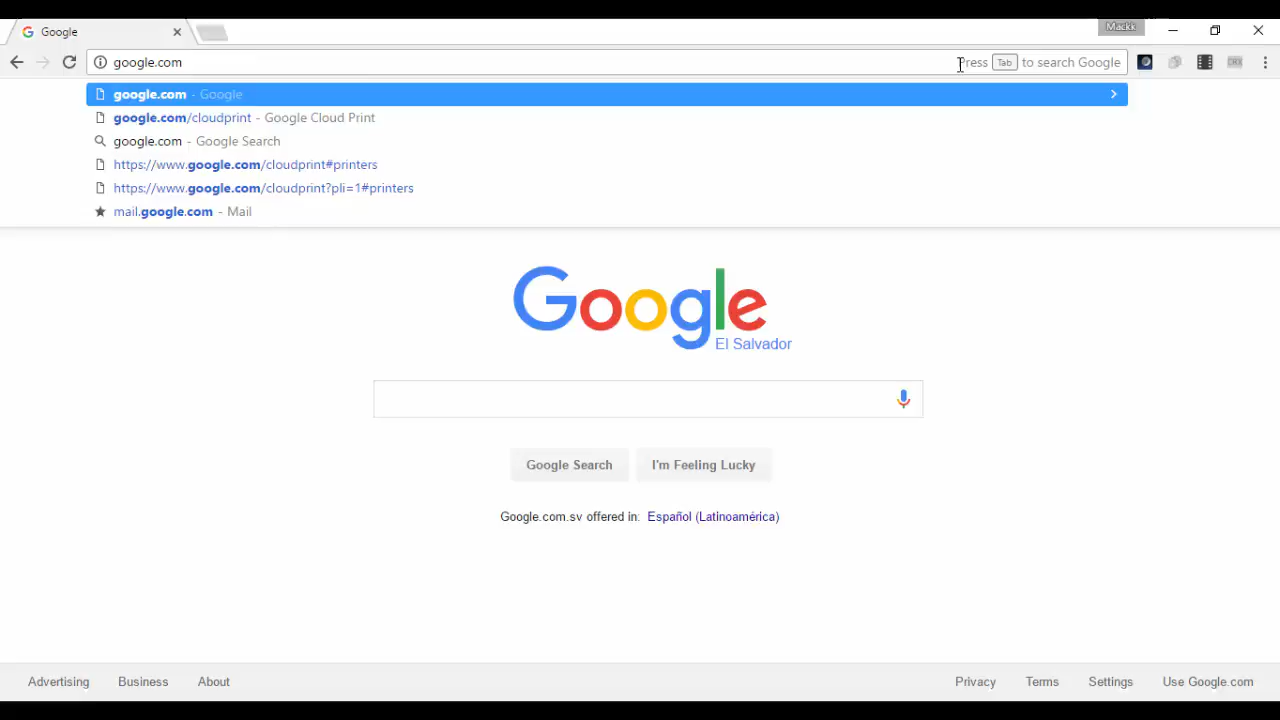 Google
Mackk
google.com
Press Tab to search Google
google.com - Google
google.com/cloudprint - Google Cloud Print
google.com - Google Search
https://www.google.com/cloudprint#printers
https://www.google.com/cloudprint?pli=1#printers
mail.google.com - Mail
Google
El Salvador
Google Search I'm Feeling Lucky
Google.com.sv offered in: Español (Latinoamérica)
Advertising Business About Privacy Terms Settings Use Google.com